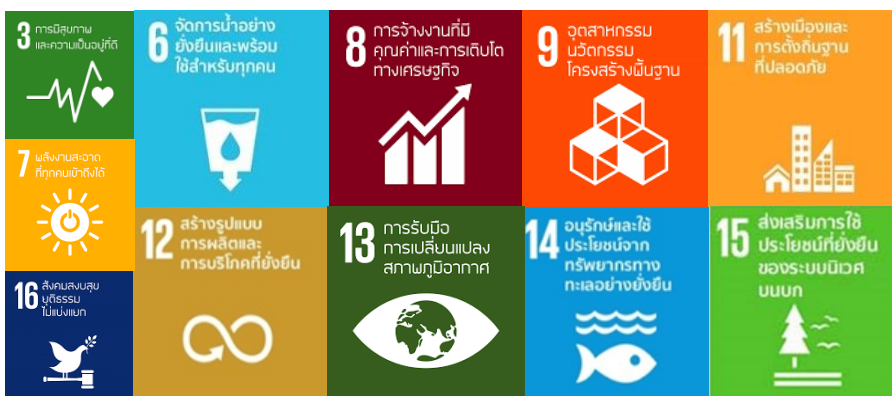 3 การมีสุขภาพ
และความเป็นอยู่ที่ดี
6 จัดการน้ำอย่าง
ยั่งยืนและพร้อม
ใช้สำหรับทุกคน
8 การจ้างงานที่มี
คุณค่าและการเติบโต
ทางเศรษฐกิจ
9 อุตสาหกรรม
นวัตกรรม
โครงสร้างพื้นฐาน
11 สร้างเมืองและ
การตั้งถิ่นฐาน
ที่ปลอดภัย
7 พลังงานสะอาด
ที่ทุกคนเข้าถึงได้
12 สร้างรูปแบบ
การผลิตและ
การบริโภคที่ยั่งยืน
13 การรับมือ
การเปลี่ยนแปลง
สภาพภูมิอากาศ
14 อนุรักษ์และใช้
ประโยชน์จาก
ทรัพยากรทาง
ทะเลอย่างยั่งยืน
15 ส่งเสริมการใช้
ประโยชน์ที่ยั่งยืน
ของระบบนิเวศ
บนบก
16 สังคมสงบสุข
ยุติธรรม
ไม่แบ่งแยก